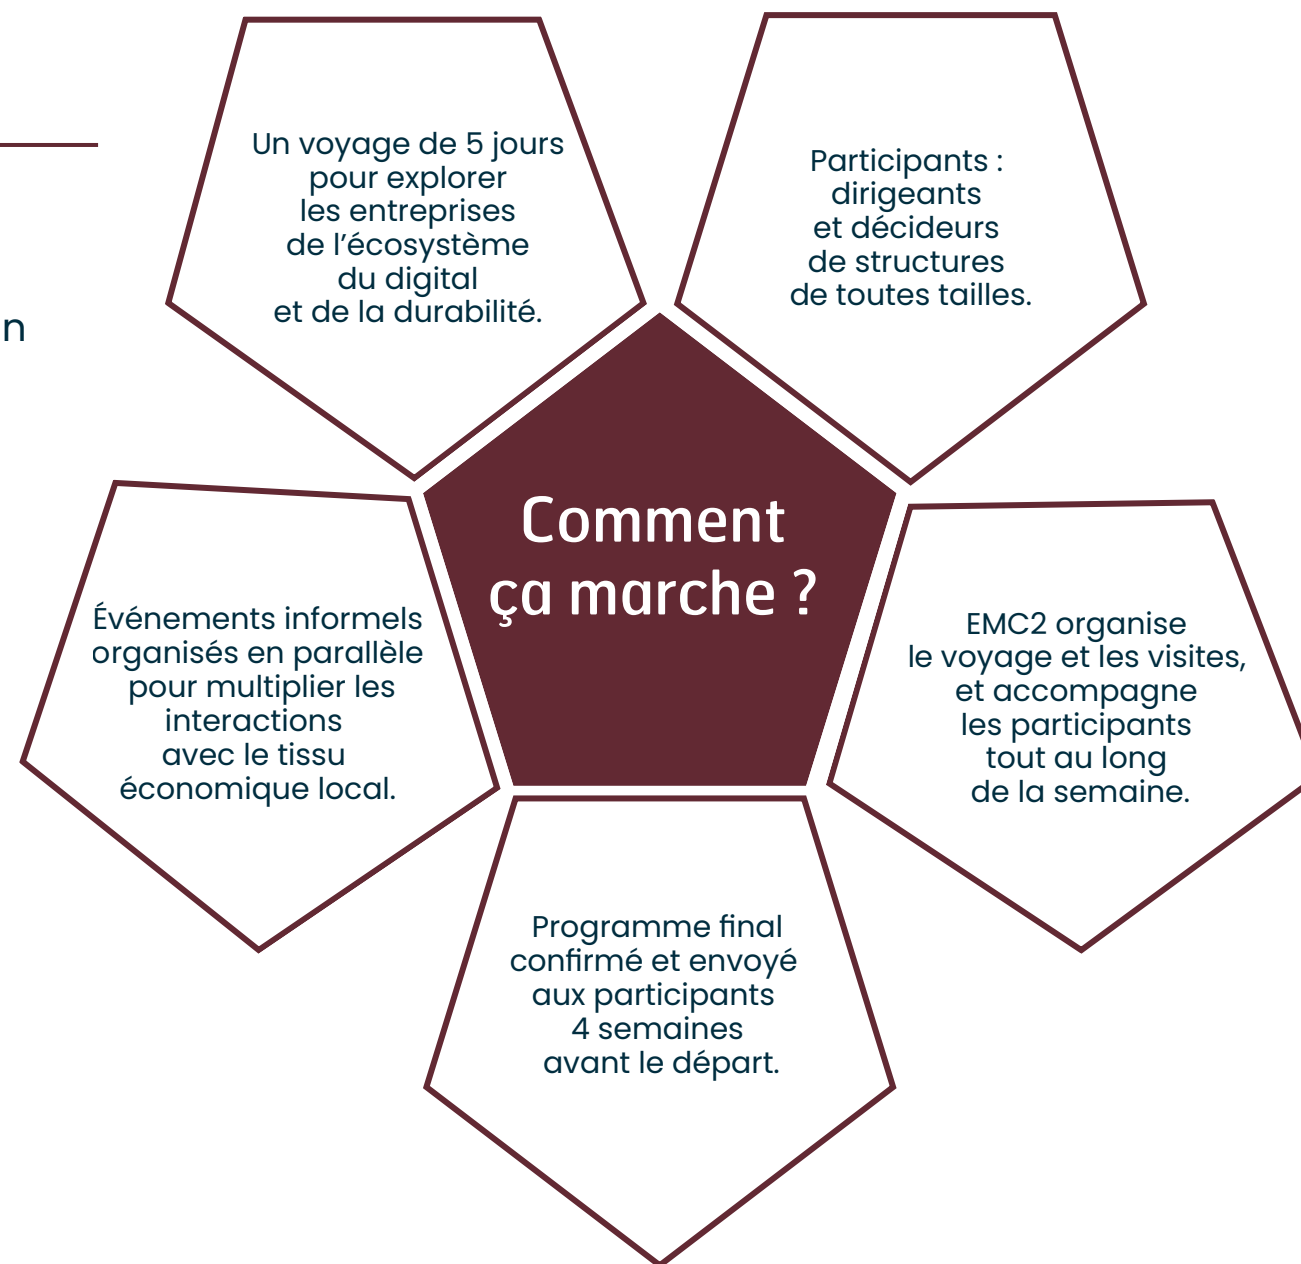 Un voyage de 5 jours
pour explorer
les entreprises
de l’écosystème
du digital
et de la durabilité.
Participants :
dirigeants
et décideurs
de structures
de toutes tailles.
n
Comment
ça marche ?
Événements informels
organisés en parallèle
pour multiplier les
interactions
avec le tissu
économique local.
EMC2 organise
le voyage et les visites,
et accompagne
les participants
tout au long
de la semaine.
Programme final
confirmé et envoyé
aux participants
4 semaines
avant le départ.